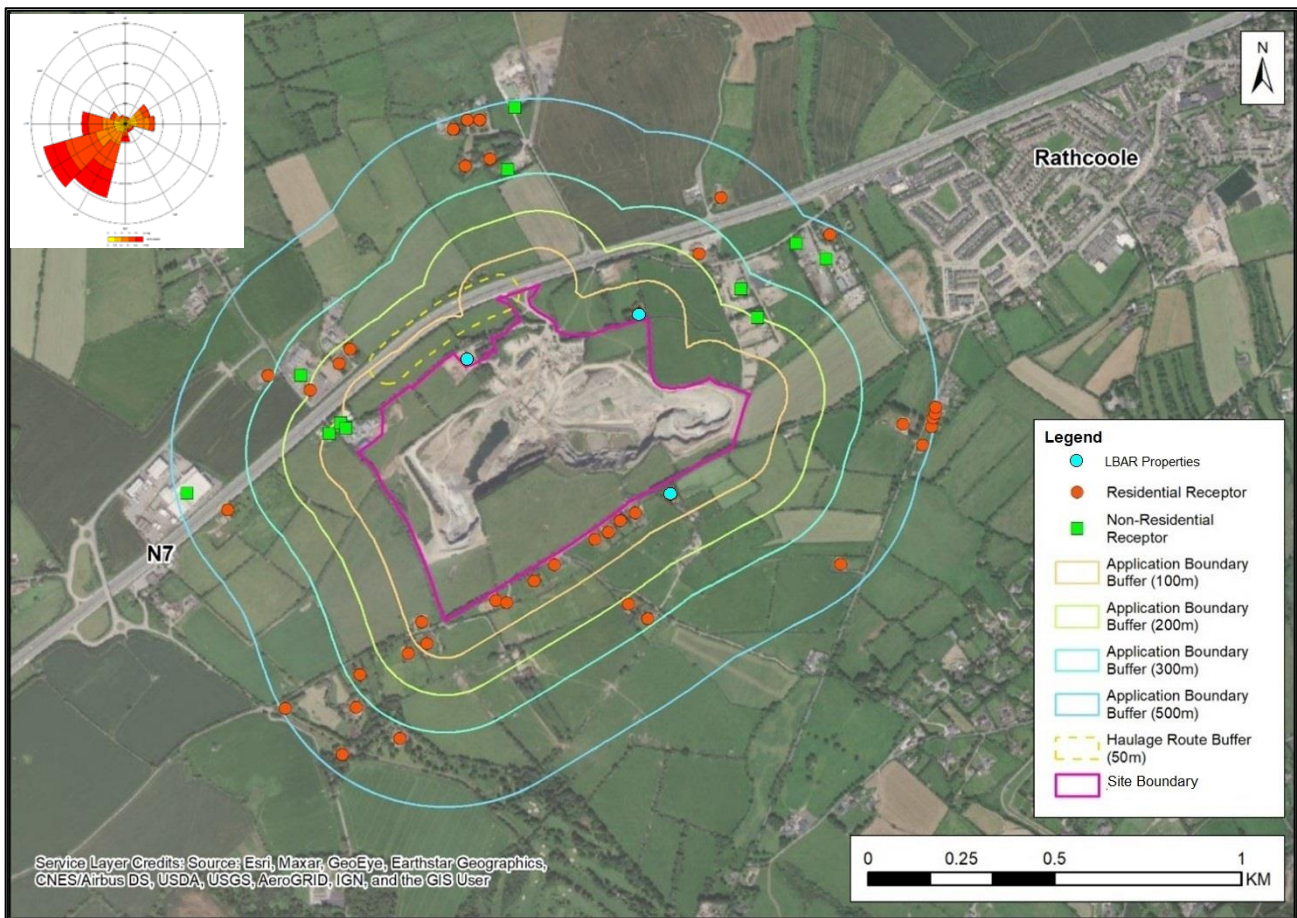 N
Rathcoole
N7
Legend
LBAR Properties
Residential Receptor
Non-Residential
Receptor
Application Boundary
Buffer (100m)
Application Boundary
Buffer (200m)
Application Boundary
Buffer (300m)
Application Boundary
Buffer (500m)
Haulage Route Buffer
(50m)
Site Boundary
0 0.25 0.5 1
KM
Service Layer Credits: Source: Esri, Maxar, GeoEye, Earthstar Geographics,
CNES/Airbus DS, USDA, USGS, AeroGRID, IGN, and the GIS User